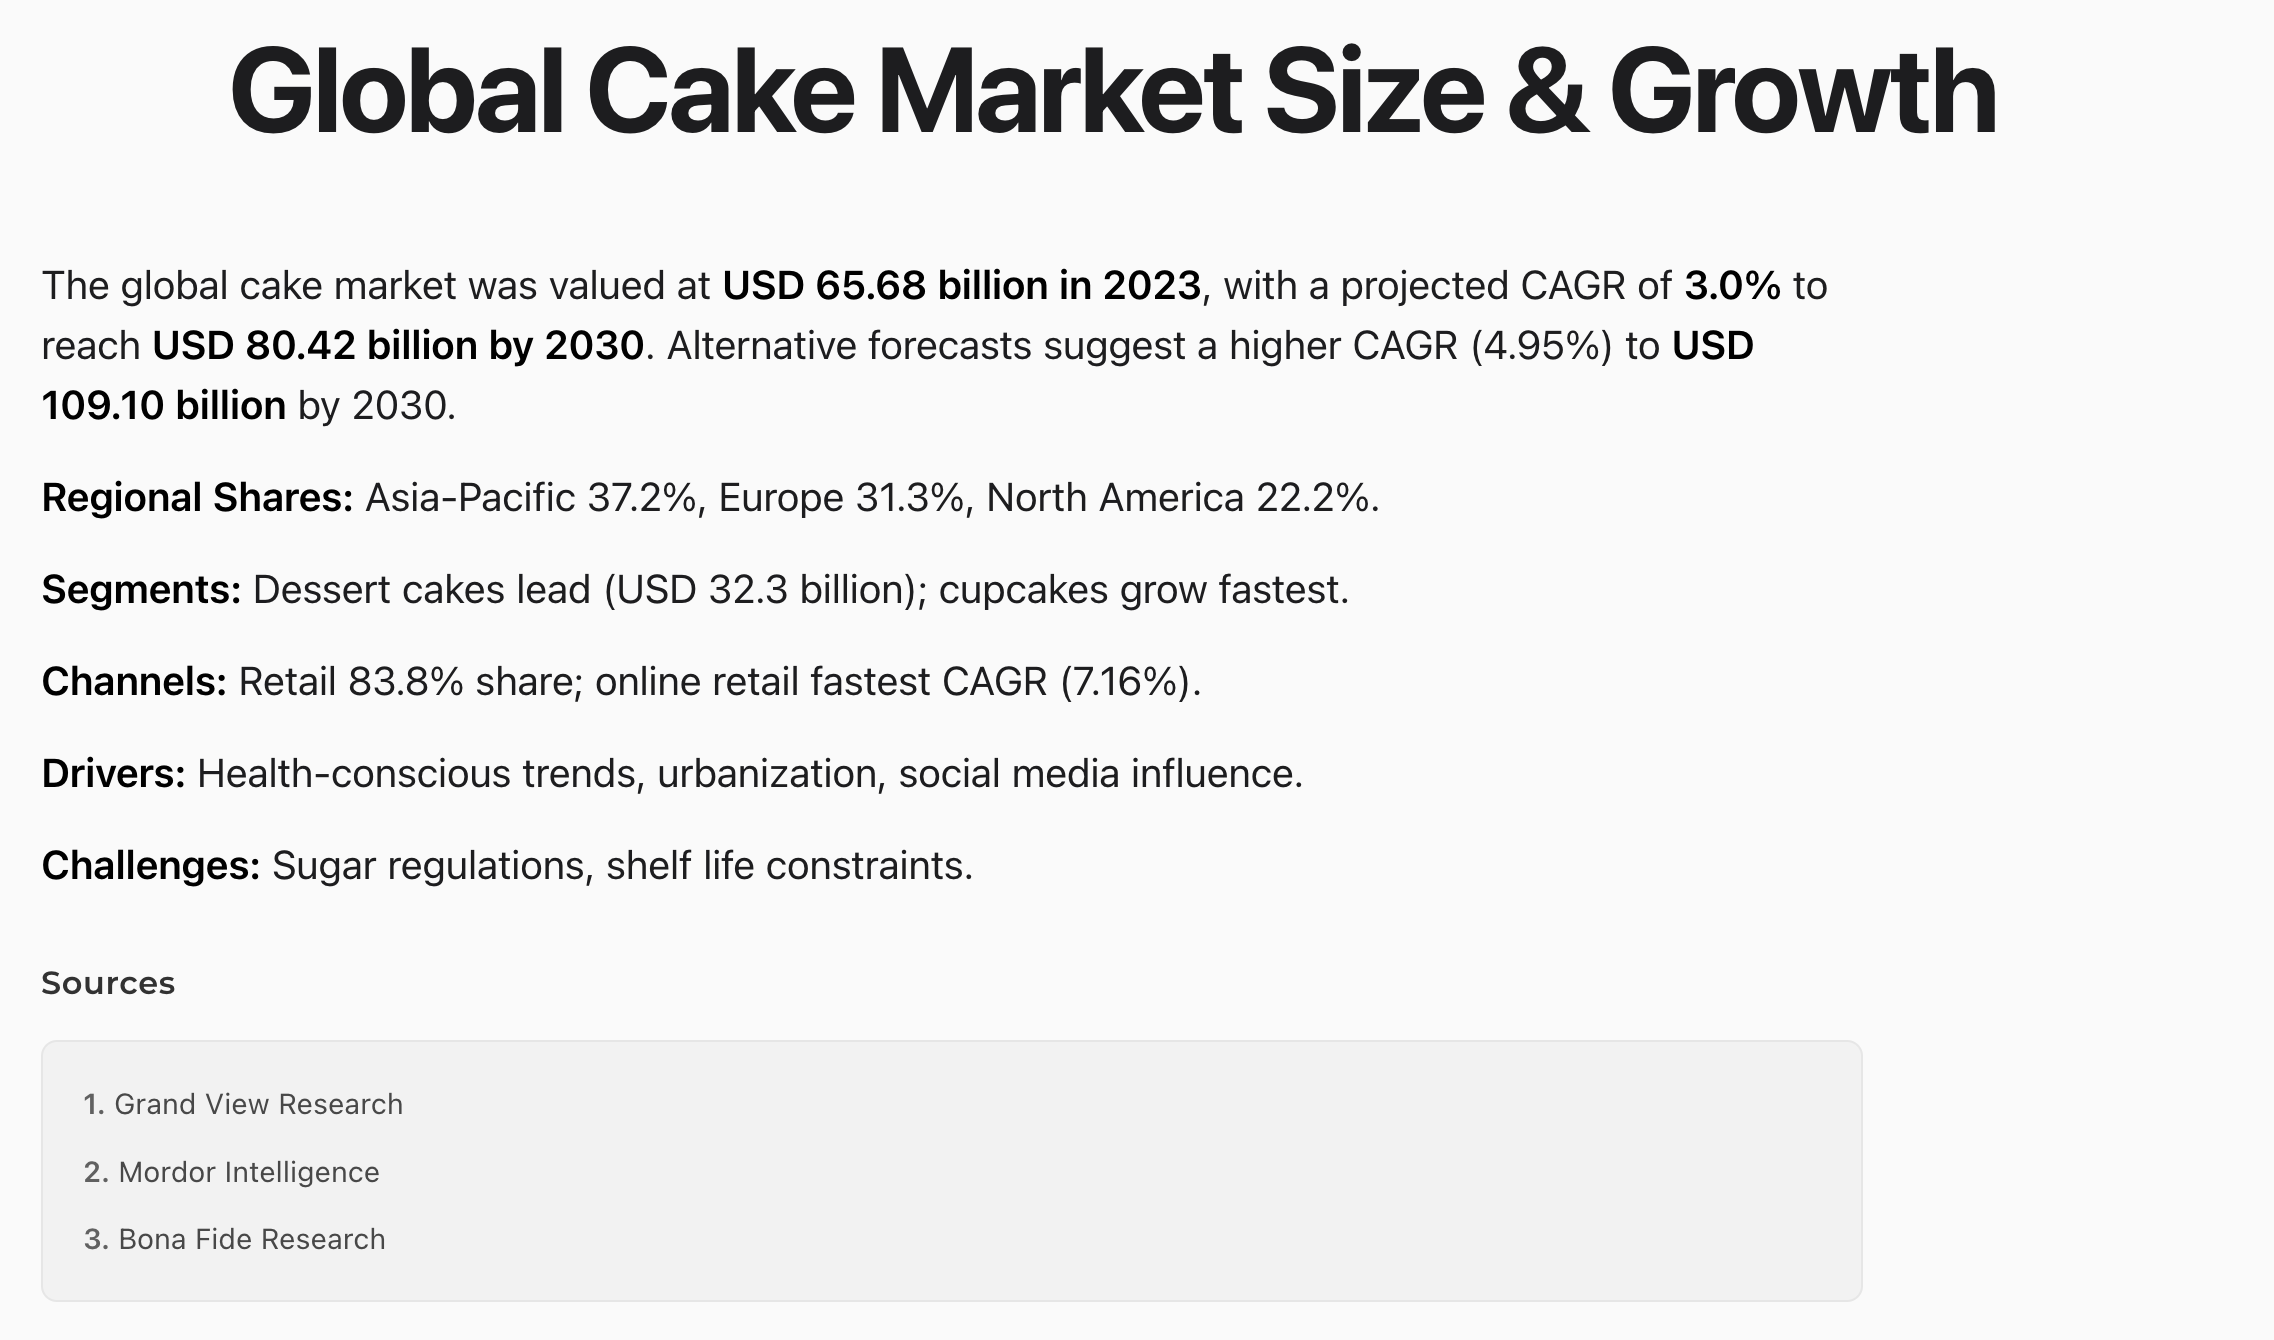 Global Cake Market Size & Growth
The global cake market was valued at USD 65.68 billion in 2023, with a projected CAGR of 3.0% to
reach USD 80.42 billion by 2030. Alternative forecasts suggest a higher CAGR (4.95%) to USD
109.10 billion by 2030.
Regional Shares: Asia-Pacific 37.2%, Europe 31.3%, North America 22.2%.
Segments: Dessert cakes lead (USD 32.3 billion); cupcakes grow fastest.
Channels: Retail 83.8% share; online retail fastest CAGR (7.16%).
Drivers: Health-conscious trends, urbanization, social media influence.
Challenges: Sugar regulations, shelf life constraints.
Sources
1. Grand View Research
2. Mordor Intelligence
3. Bona Fide Research